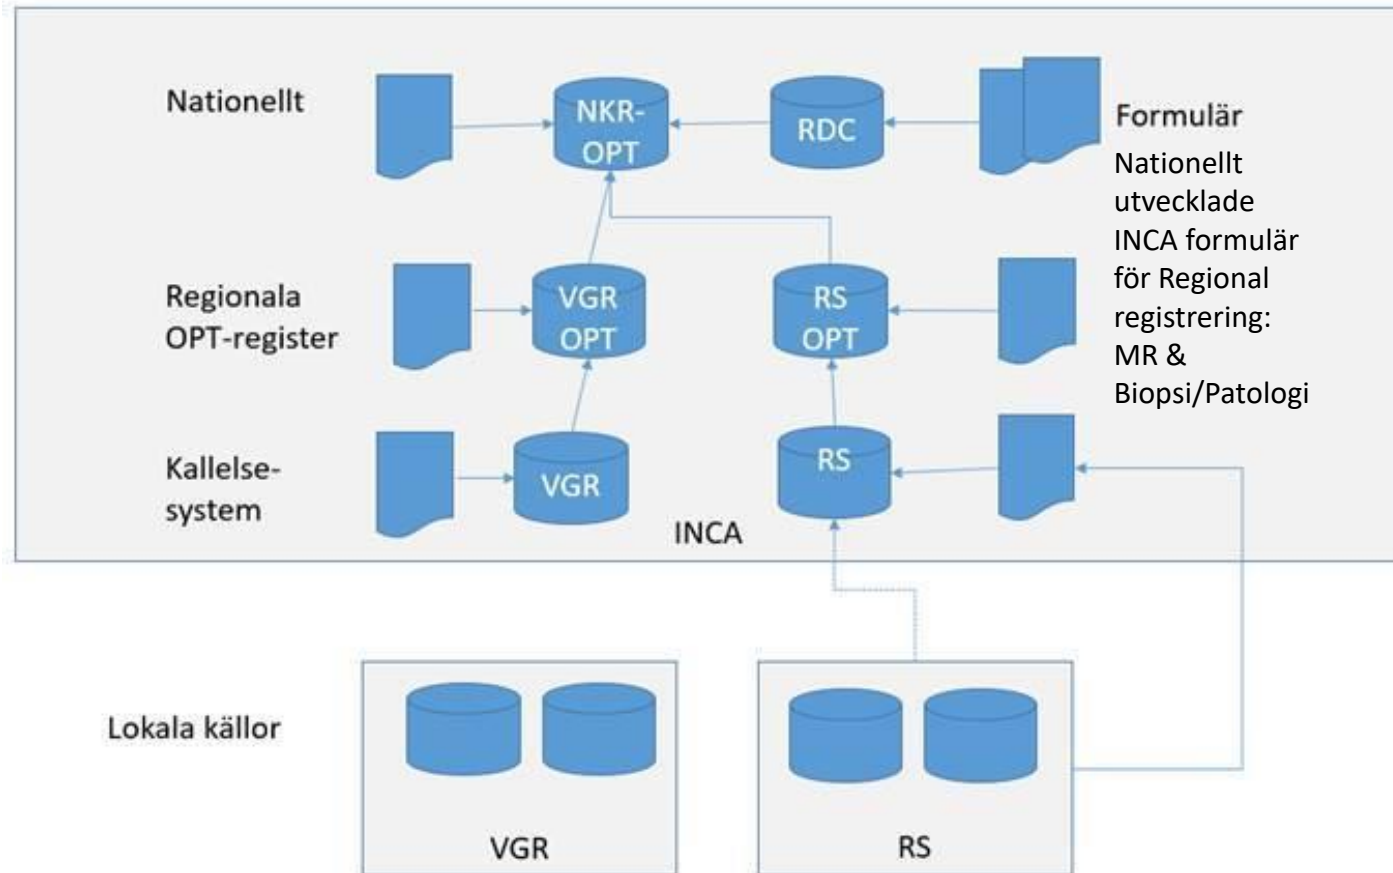 Nationellt
NKR-
OPT
RDC
Formulär
Nationellt
utvecklade
INCA formulär
för Regional
registrering:
MR &
Biopsi/Patologi
Regionala
OPT-register
VGR
OPT
RS
OPT
Kallelse-
system
VGR
RS
INCA
Lokala källor
VGR
RS